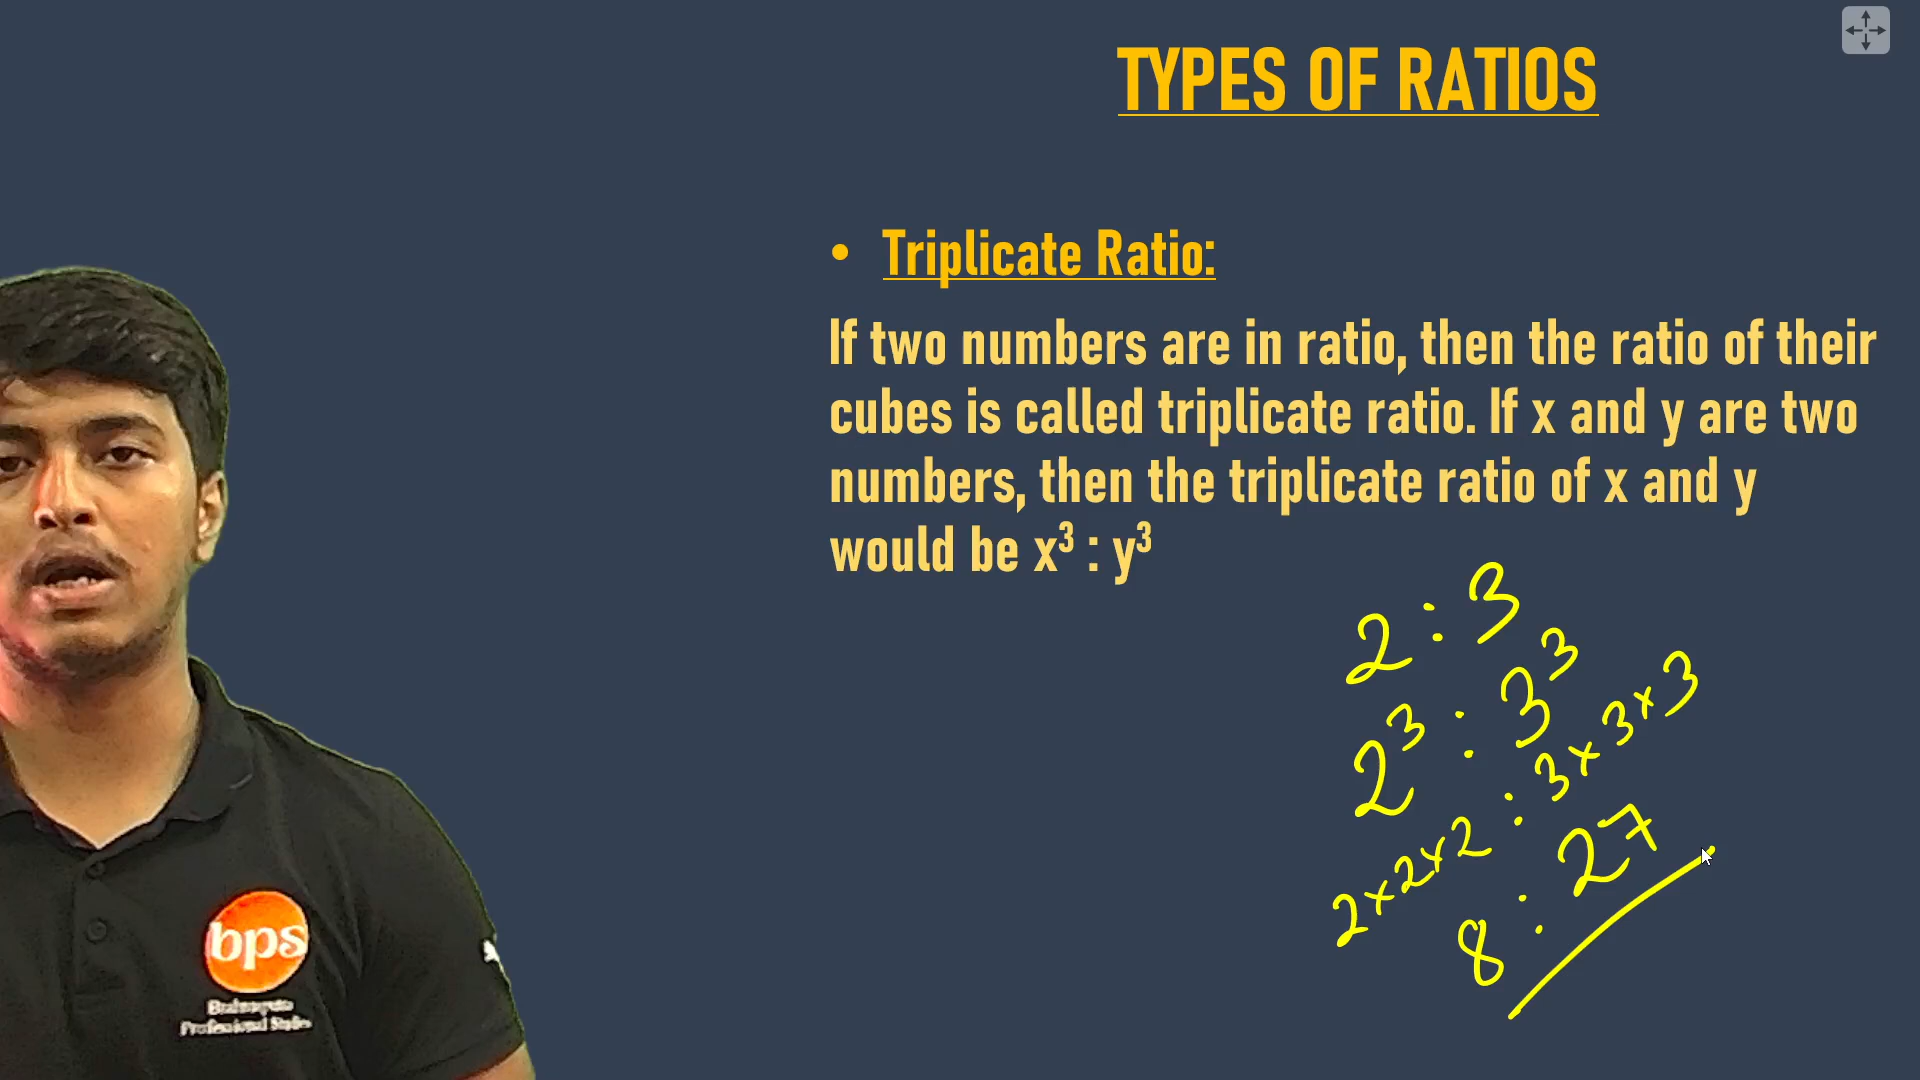 TYPES OF RATIOS
• Triplicate Ratio:
If two numbers are in ratio, then the ratio of their
cubes is called triplicate ratio. If x and y are two
numbers, then the triplicate ratio of x and y
would be x³ : y³
2 : 3
2³ : 3³
2×2×2 : 3×3×3
8 : 27
bps
Professional Studies